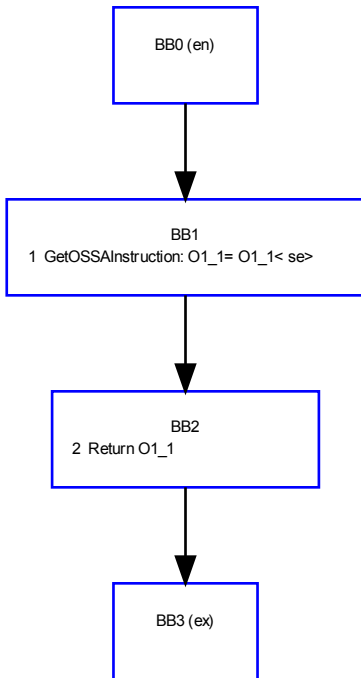 BB0 (en)
BB1
1 GetOSSAInstruction: O1_1= O1_1< se>
BB2
2 Return O1_1
BB3 (ex)